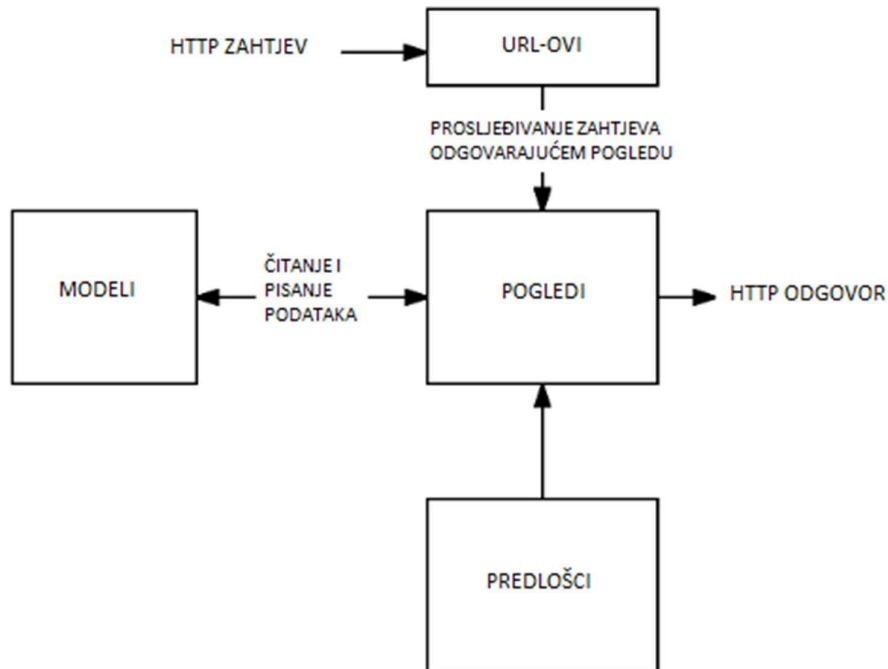 HTTP ZAHTJEV
URL-OVI
PROSLJEĐIVANJE ZAHTJEVA
ODGOVARAJUĆEM POGLEDU
MODELI
ČITANJE I
PISANJE
PODATAKA
POGLEDI
HTTP ODGOVOR
PREDLOŠCI